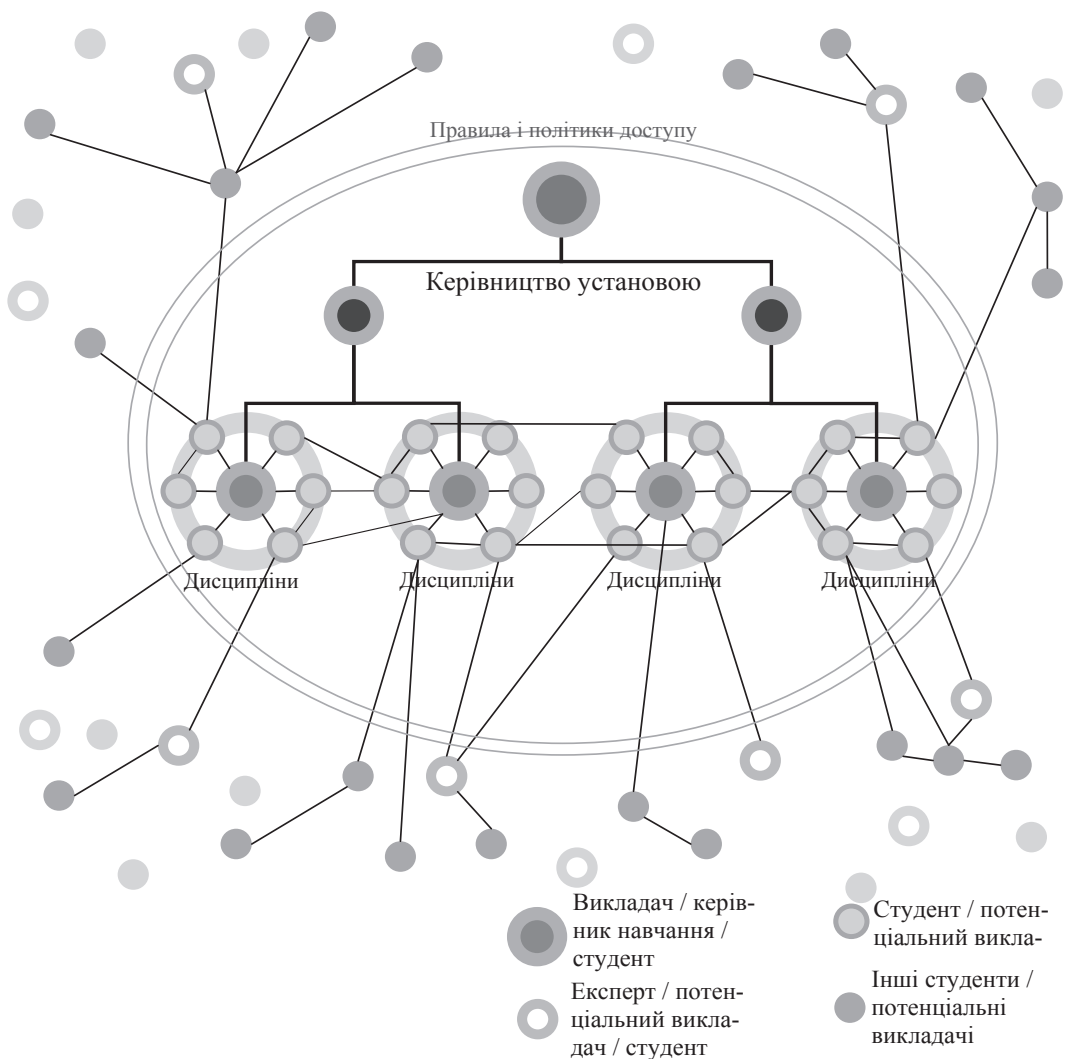 Правила і політики доступу
Керівництво установою
Дисципліни
Дисципліни
Дисципліни
Дисципліни
Викладач / керів-
ник навчання /
студент
Експерт / потен-
ціальний викла-
дач / студент
Студент / потен-
ціальний викла-
Інші студенти /
потенціальні
викладачі